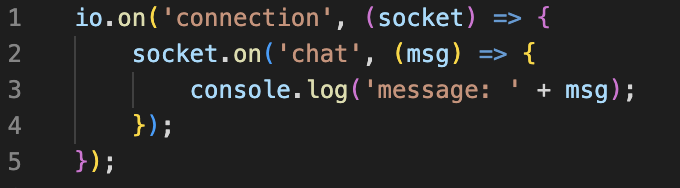 1 io.on('connection', (socket) => {
2     socket.on('chat', (msg) => {
3         console.log('message: ' + msg);
4     });
5 });